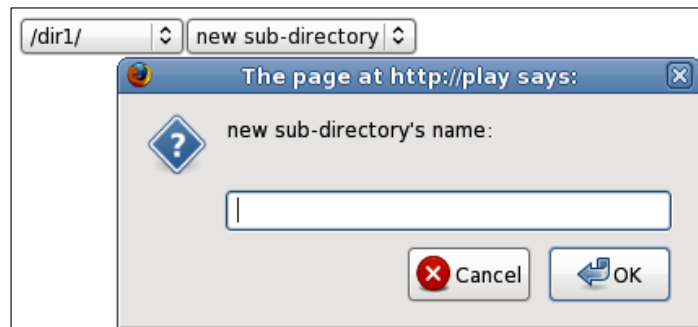 /dir1/ new sub-directory
The page at http://play says:
new sub-directory's name:
Cancel OK